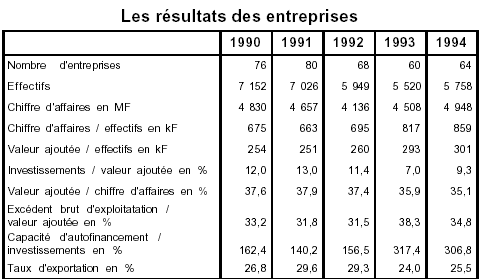 Les résultats des entreprises
1990 1991 1992 1993 1994
Nombre d'entreprises 76 80 68 60 64
Effectifs 7 152 7 026 5 949 5 520 5 758
Chiffre d'affaires en MF 4 830 4 657 4 136 4 508 4 948
Chiffre d'affaires / effectifs en kF 675 663 695 817 859
Valeur ajoutée / effectifs en kF 254 251 260 293 301
Investissements / valeur ajoutée en % 12,0 13,0 11,4 7,0 9,3
Valeur ajoutée / chiffre d'affaires en % 37,6 37,9 37,4 35,9 35,1
Excédent brut d'exploitatation /
valeur ajoutée en % 33,2 31,8 31,5 38,3 34,8
Capacité d'autofinancement /
investissements en % 162,4 140,2 156,5 317,4 306,8
Taux d'exportation en % 26,8 29,6 29,3 24,0 25,5